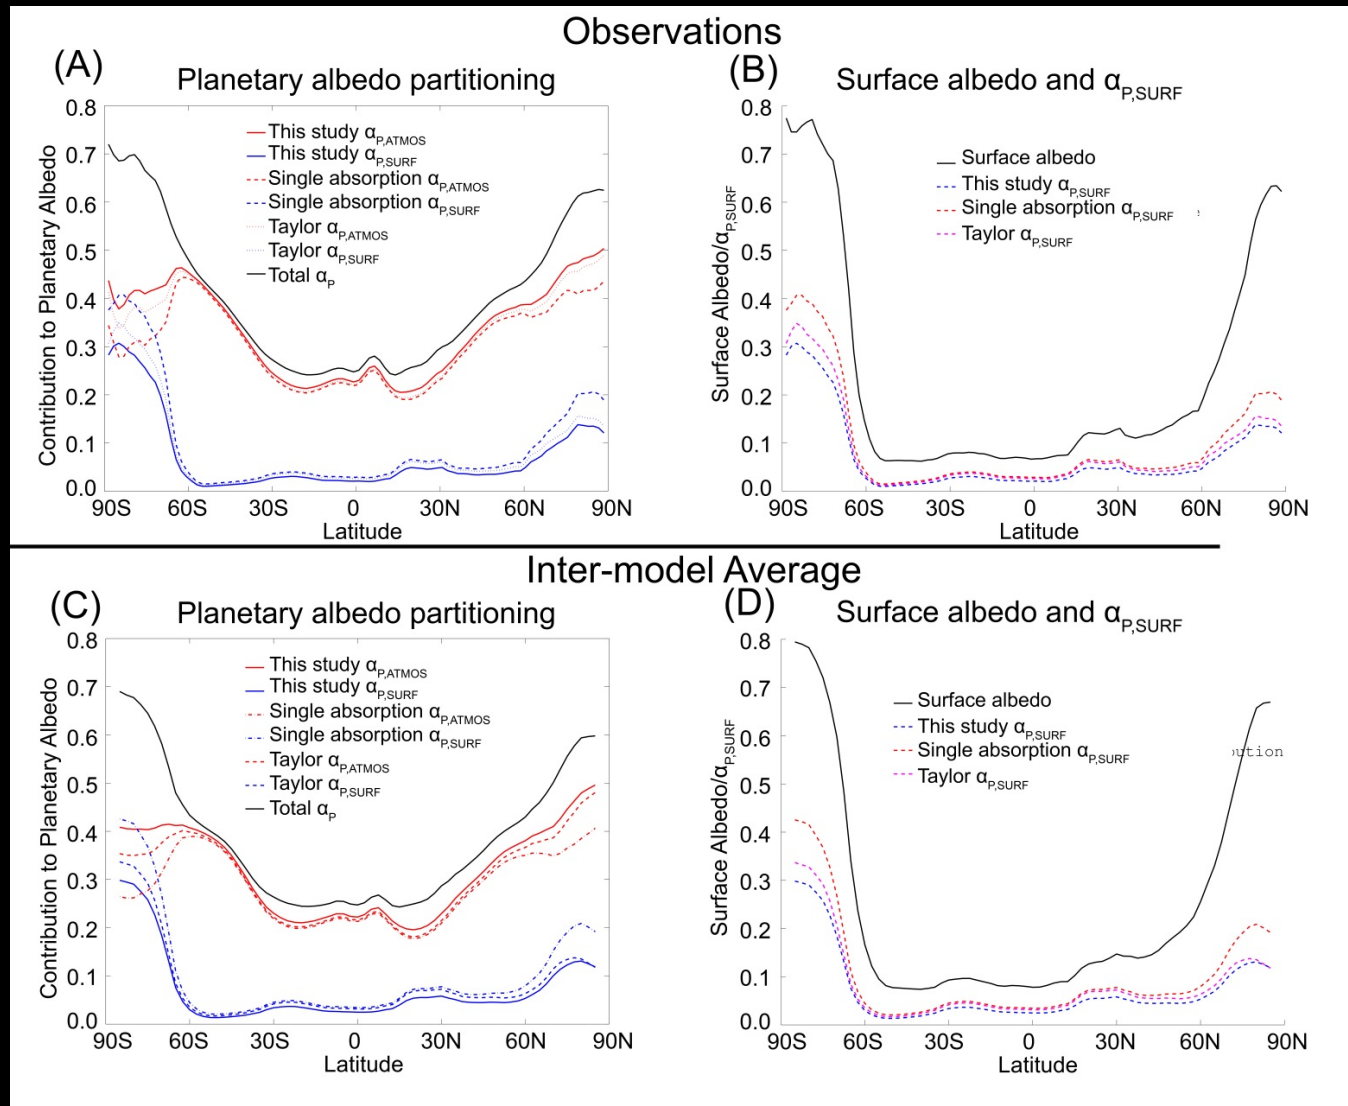 Observations
(A)
Planetary albedo partitioning
Contribution to Planetary Albedo
0.8
0.7
0.6
0.5
0.4
0.3
0.2
0.1
0.0
This study αP,ATMOS
This study αP,SURF
Single absorption αP,ATMOS
Single absorption αP,SURF
Taylor αP,ATMOS
Taylor αP,SURF
Total αP
90S 60S 30S 0 30N 60N 90N
Latitude
(B)
Surface albedo and αP,SURF
Surface Albedo/αP,SURF
0.8
0.7
0.6
0.5
0.4
0.3
0.2
0.1
0.0
Surface albedo
This study αP,SURF
Single absorption αP,SURF
Taylor αP,SURF
90S 60S 30S 0 30N 60N 90N
Latitude
Inter-model Average
(C)
Planetary albedo partitioning
Contribution to Planetary Albedo
0.8
0.7
0.6
0.5
0.4
0.3
0.2
0.1
0.0
This study αP,ATMOS
This study αP,SURF
Single absorption αP,ATMOS
Single absorption αP,SURF
Taylor αP,ATMOS
Taylor αP,SURF
Total αP
90S 60S 30S 0 30N 60N 90N
Latitude
(D)
Surface albedo and αP,SURF
Surface Albedo/αP,SURF
0.8
0.7
0.6
0.5
0.4
0.3
0.2
0.1
0.0
Surface albedo
This study αP,SURF
Single absorption αP,SURF
Taylor αP,SURF
90S 60S 30S 0 30N 60N 90N
Latitude